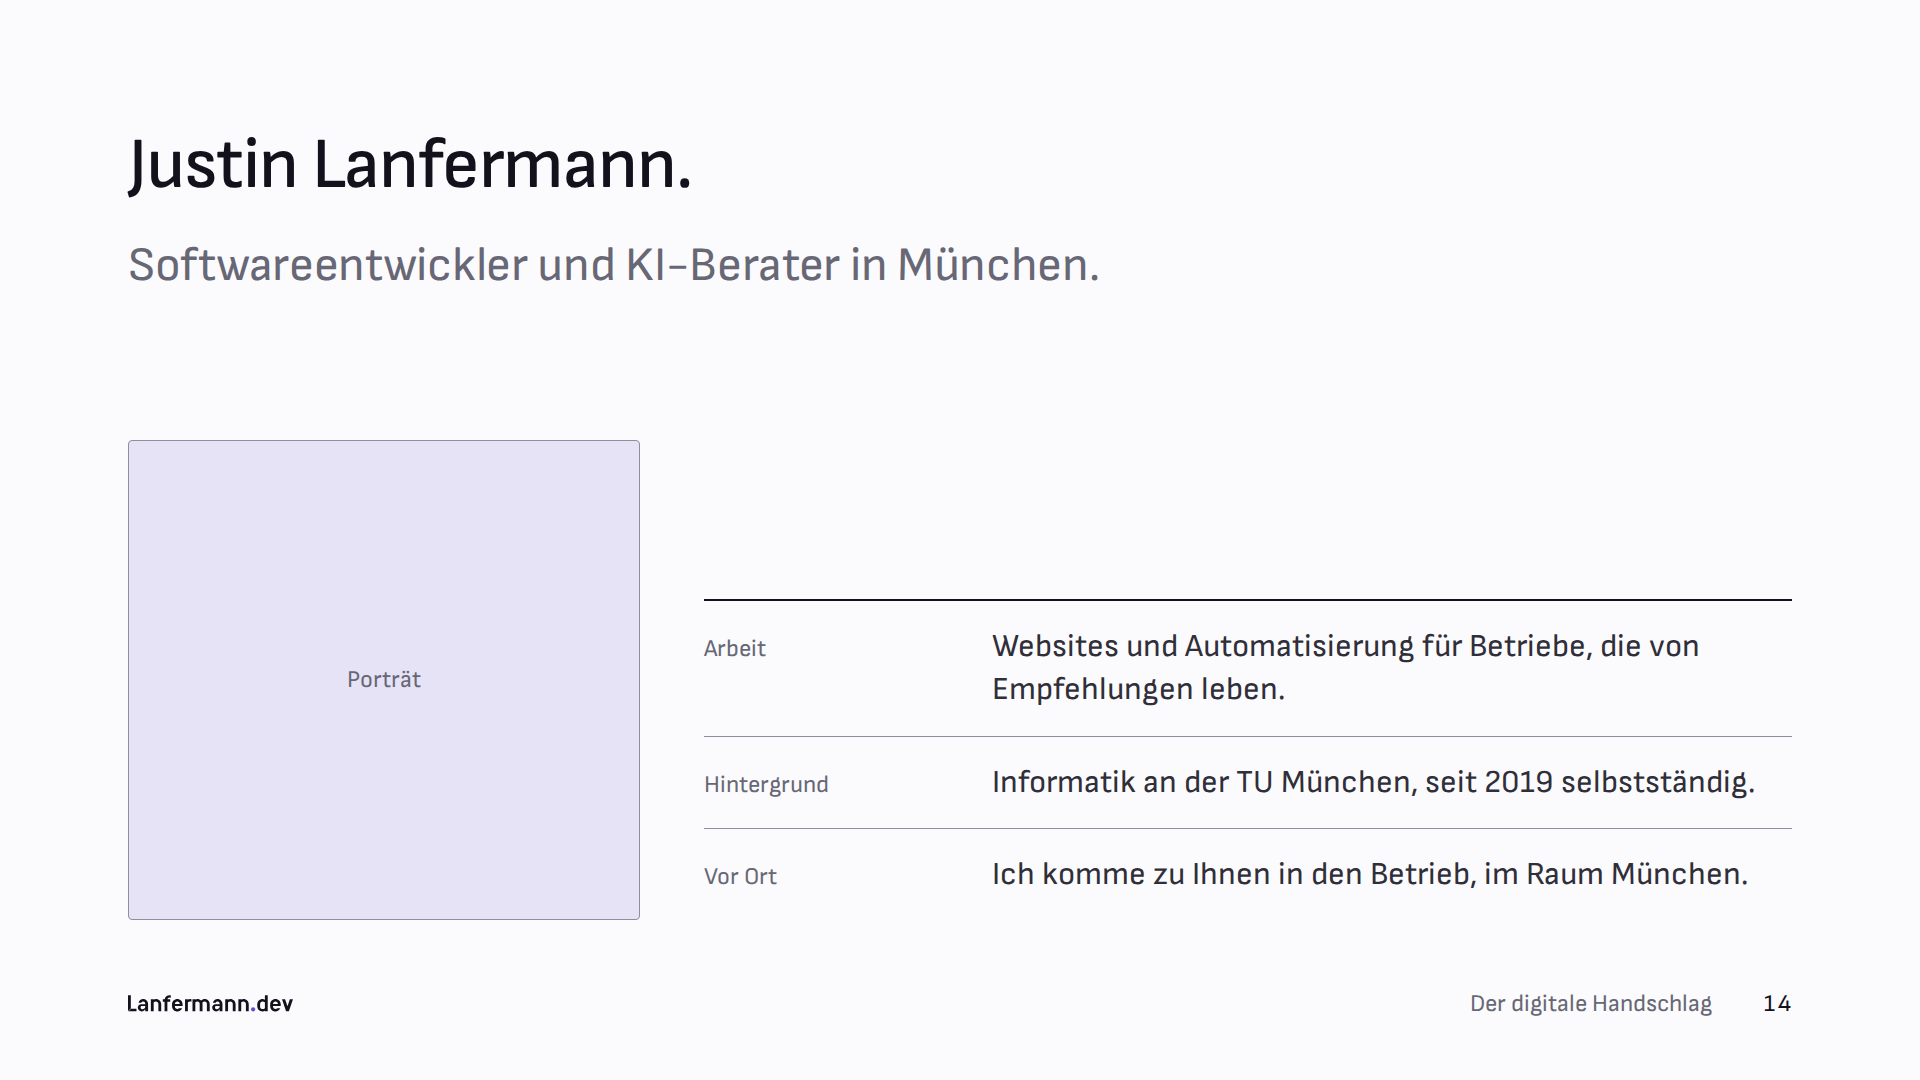 Justin Lanfermann.
Softwareentwickler und KI-Berater in München.
Porträt
Arbeit
Websites und Automatisierung für Betriebe, die von
Empfehlungen leben.
Hintergrund
Informatik an der TU München, seit 2019 selbstständig.
Vor Ort
Ich komme zu Ihnen in den Betrieb, im Raum München.
Lanfermann.dev
Der digitale Handschlag
14